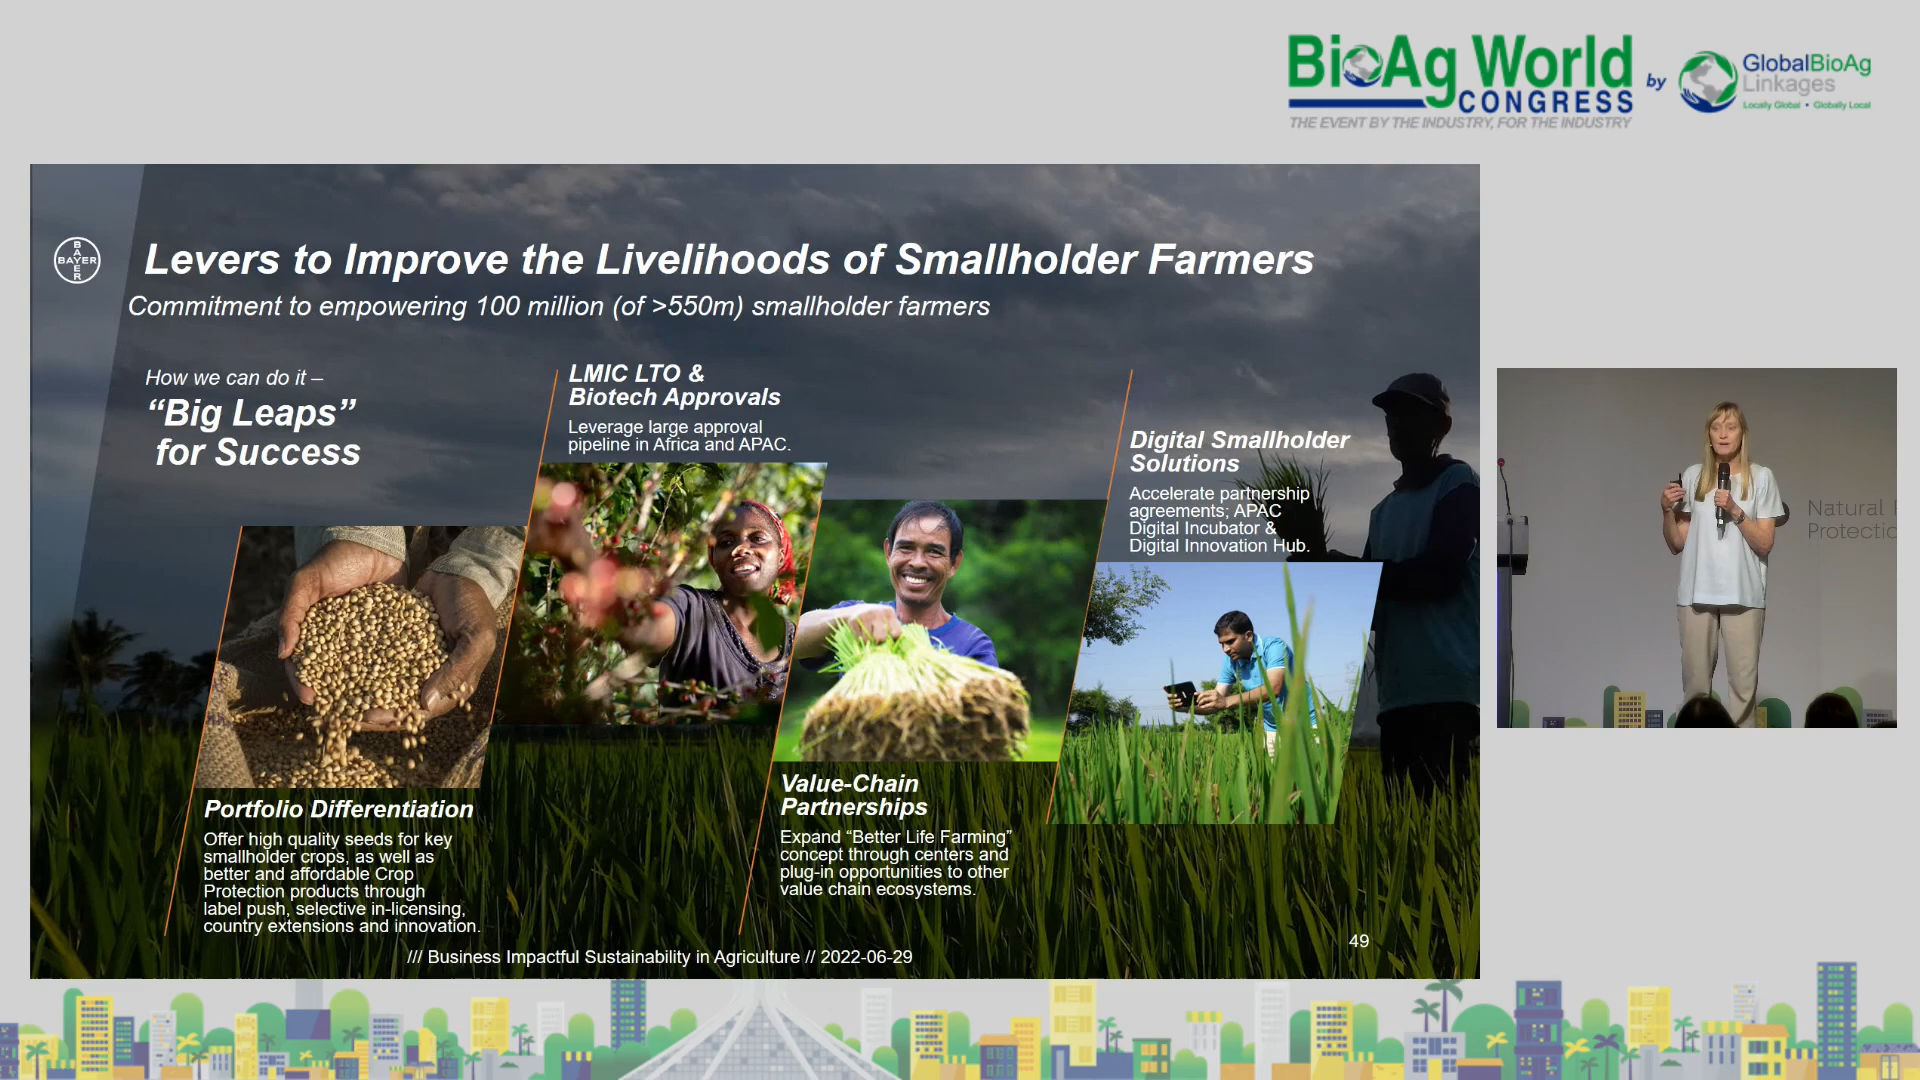 BioAg World
CONGRESS
THE EVENT BY THE INDUSTRY, FOR THE INDUSTRY
by
GlobalBioAg
Linkages
Locally Global • Globally Local
BAYER
BAYER
Levers to Improve the Livelihoods of Smallholder Farmers
Commitment to empowering 100 million (of >550m) smallholder farmers
How we can do it –
“Big Leaps”
for Success
LMIC LTO &
Biotech Approvals
Leverage large approval
pipeline in Africa and APAC.
Digital Smallholder
Solutions
Accelerate partnership
agreements; APAC
Digital Incubator &
Digital Innovation Hub.
Portfolio Differentiation
Offer high quality seeds for key
smallholder crops, as well as
better and affordable Crop
Protection products through
label push, selective in-licensing,
country extensions and innovation.
Value-Chain
Partnerships
Expand “Better Life Farming”
concept through centers and
plug-in opportunities to other
value chain ecosystems.
49
/// Business Impactful Sustainability in Agriculture // 2022-06-29
Natural